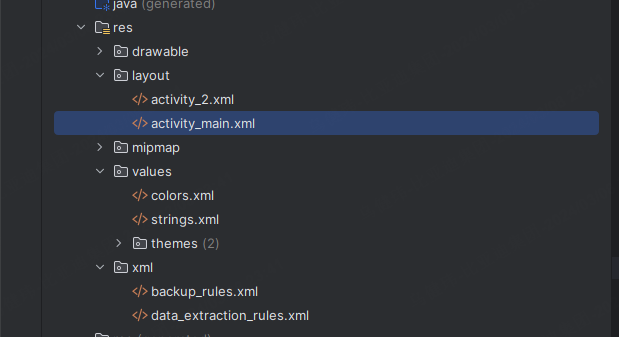 java (generated)
res
drawable
layout
activity_2.xml
activity_main.xml
mipmap
values
colors.xml
strings.xml
themes (2)
xml
backup_rules.xml
data_extraction_rules.xml